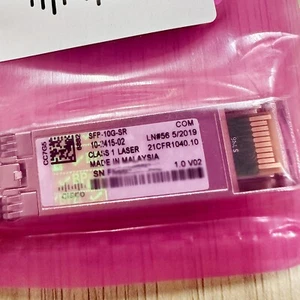 SFP-10G-SR
COM
10-2415-02
LN#56 5/2019
CLASS 1 LASER
21CFR1040.10
MADE IN MALAYSIA
1.0 V02
SN
CISCO